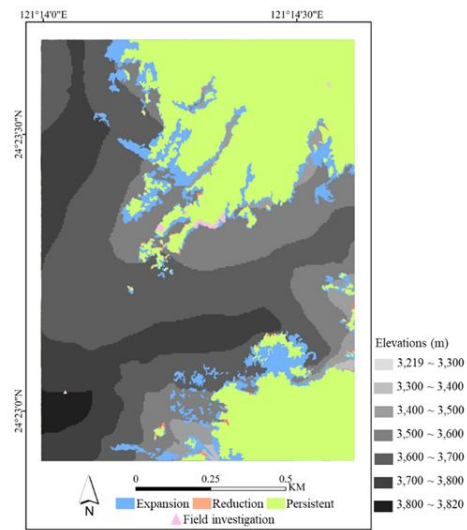 121°14'0"E 121°14'30"E
24°23'30"N
24°23'0"N
Elevations (m)
3,219 ~ 3,300
3,300 ~ 3,400
3,400 ~ 3,500
3,500 ~ 3,600
3,600 ~ 3,700
3,700 ~ 3,800
3,800 ~ 3,820
N
0 0.25 0.5
KM
Expansion Reduction Persistent
Field investigation